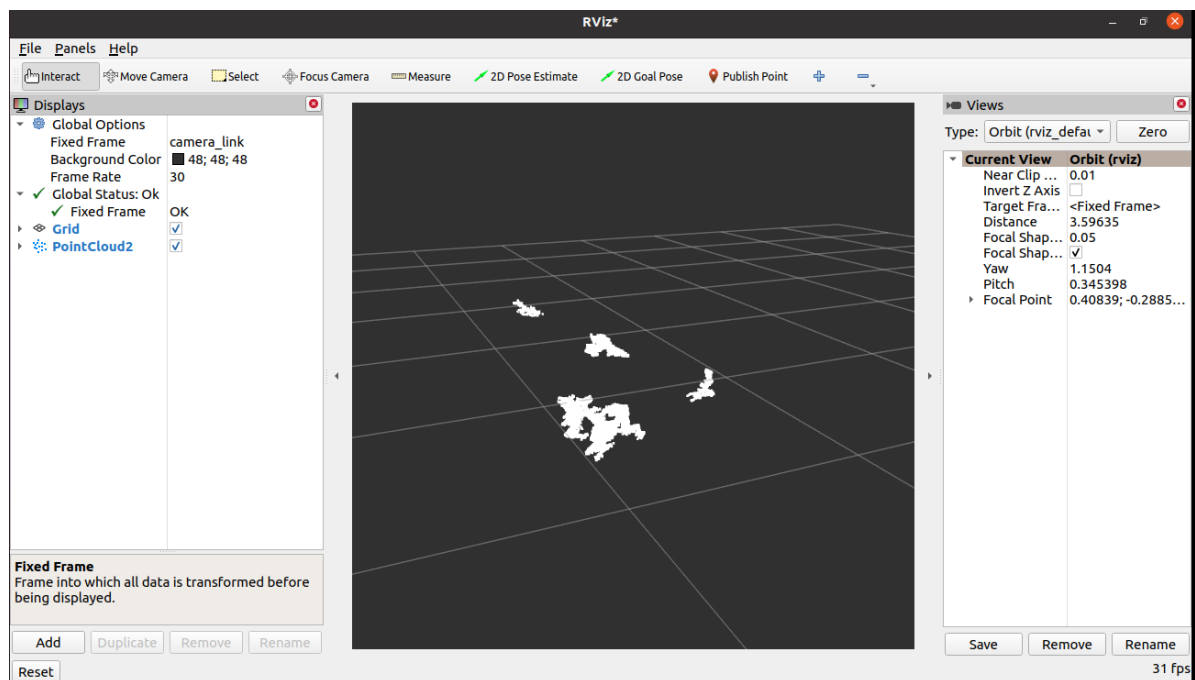 RViz*
File Panels Help
Interact Move Camera Select Focus Camera Measure 2D Pose Estimate 2D Goal Pose Publish Point
Displays
Global Options
Fixed Frame camera_link
Background Color 48; 48; 48
Frame Rate 30
Global Status: Ok
Fixed Frame OK
Grid
PointCloud2
Fixed Frame
Frame into which all data is transformed before
being displayed.
Add Duplicate Remove Rename
Reset
Views
Type: Orbit (rviz_defau Zero
Current View Orbit (rviz)
Near Clip ... 0.01
Invert Z Axis
Target Fra... <Fixed Frame>
Distance 3.59635
Focal Shap... 0.05
Focal Shap...
Yaw 1.1504
Pitch 0.345398
Focal Point 0.40839; -0.2885...
Save Remove Rename
31 fps